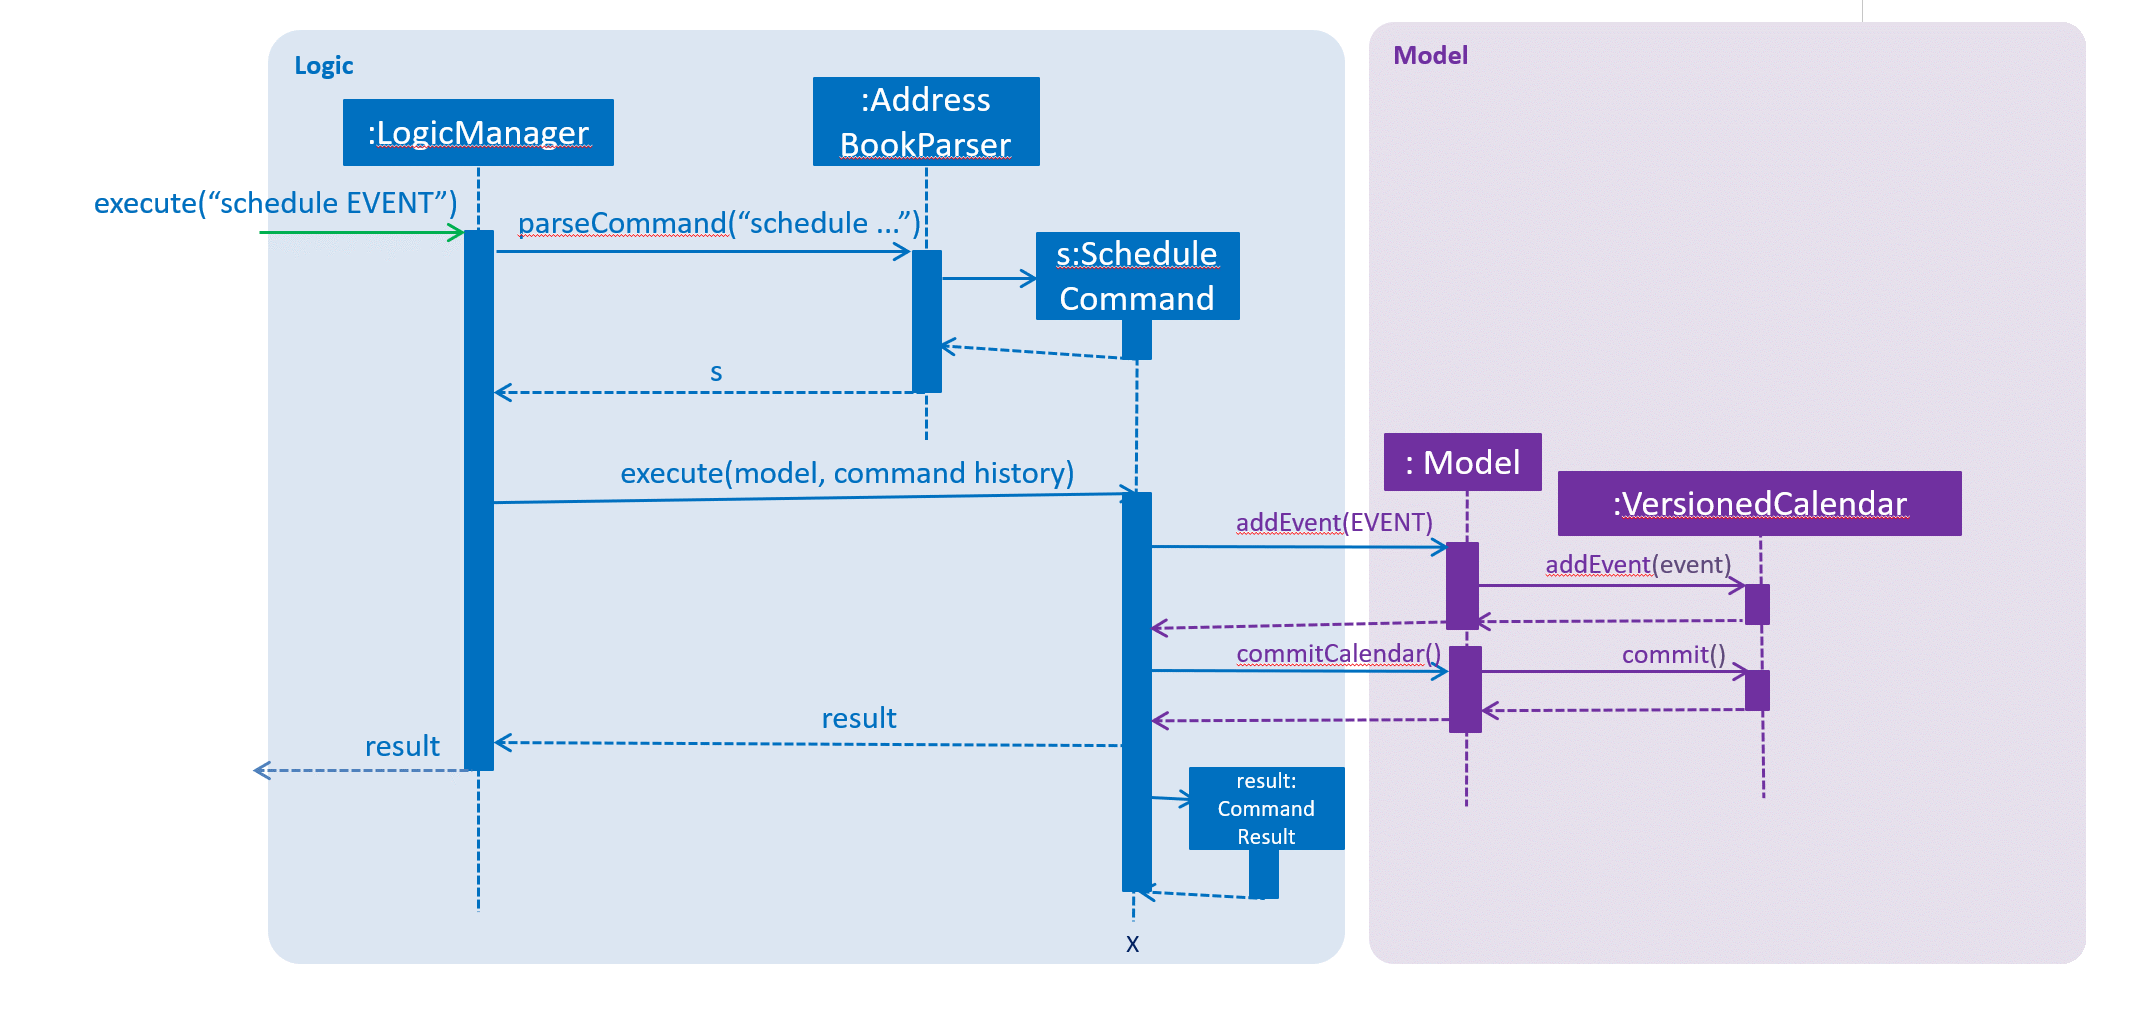 Logic
Model
:LogicManager
:Address
BookParser
execute(“schedule EVENT”)
parseCommand(“schedule ...”)
s:Schedule
Command
s
execute(model, command history)
: Model
:VersionedCalendar
addEvent(EVENT)
addEvent(event)
commitCalendar()
commit()
result
result
result:
Command
Result
X